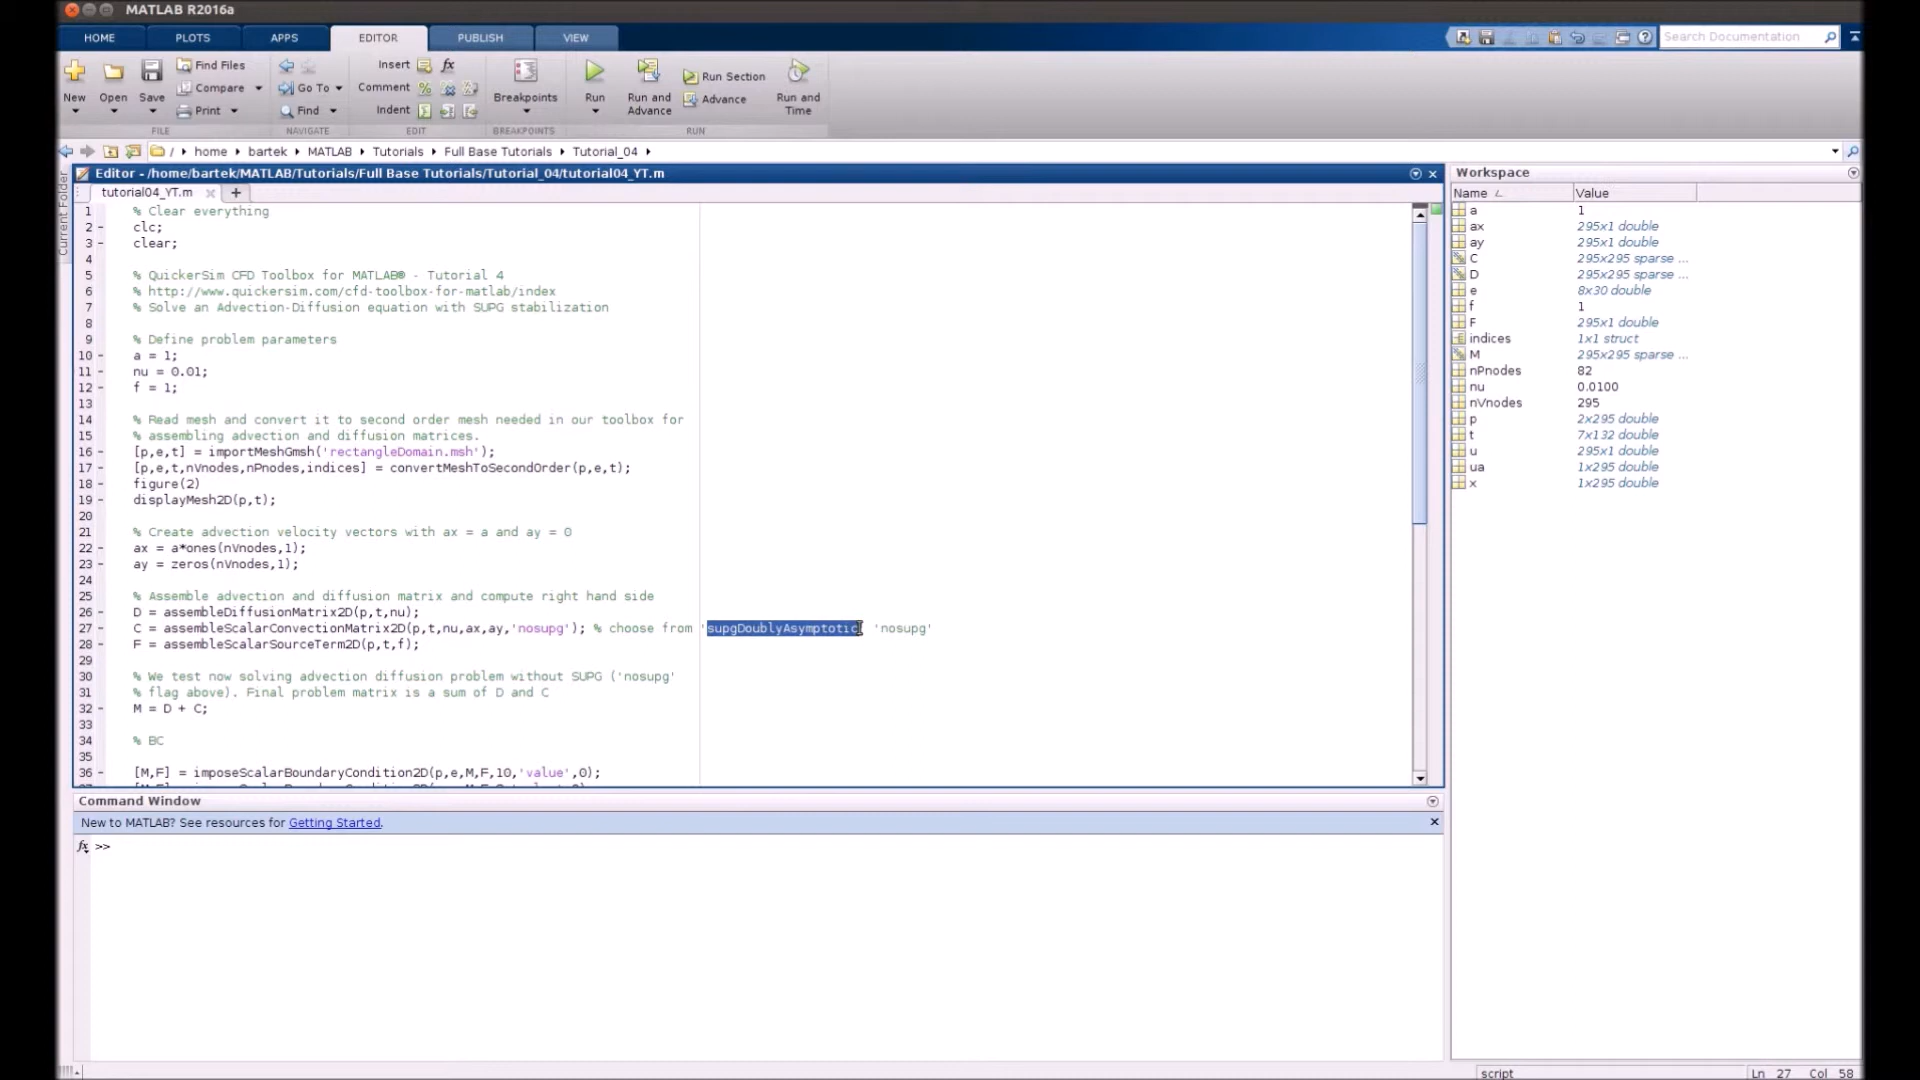 MATLAB R2016a
HOME PLOTS APPS EDITOR PUBLISH VIEW
Search Documentation
New Open Save Find Files Compare Print
FILE
Go To Find
NAVIGATE
Insert fx Comment Indent
EDIT
Breakpoints
BREAKPOINTS
Run Run and Advance Run Section Advance Run and Time
RUN
/ home bartek MATLAB Tutorials Full Base Tutorials Tutorial_04
Current Folder
Editor - /home/bartek/MATLAB/Tutorials/Full Base Tutorials/Tutorial_04/tutorial04_YT.m
tutorial04_YT.m +
1 % Clear everything
2 - clc;
3 - clear;
4
5 % QuickerSim CFD Toolbox for MATLAB® - Tutorial 4
6 % http://www.quickersim.com/cfd-toolbox-for-matlab/index
7 % Solve an Advection-Diffusion equation with SUPG stabilization
8
9 % Define problem parameters
10 - a = 1;
11 - nu = 0.01;
12 - f = 1;
13
14 % Read mesh and convert it to second order mesh needed in our toolbox for
15 % assembling advection and diffusion matrices.
16 - [p,e,t] = importMeshGmsh('rectangleDomain.msh');
17 - [p,e,t,nVnodes,nPnodes,indices] = convertMeshToSecondOrder(p,e,t);
18 - figure(2)
19 - displayMesh2D(p,t);
20
21 % Create advection velocity vectors with ax = a and ay = 0
22 - ax = a*ones(nVnodes,1);
23 - ay = zeros(nVnodes,1);
24
25 % Assemble advection and diffusion matrix and compute right hand side
26 - D = assembleDiffusionMatrix2D(p,t,nu);
27 - C = assembleScalarConvectionMatrix2D(p,t,nu,ax,ay,'nosupg'); % choose from 'supgDoublyAsymptotic 'nosupg'
28 - F = assembleScalarSourceTerm2D(p,t,f);
29
30 % We test now solving advection diffusion problem without SUPG ('nosupg'
31 % flag above). Final problem matrix is a sum of D and C
32 - M = D + C;
33
34 % BC
35
36 - [M,F] = imposeScalarBoundaryCondition2D(p,e,M,F,10,'value',0);
Command Window
New to MATLAB? See resources for Getting Started.
fx >>
Workspace
Name Value
a 1
ax 295x1 double
ay 295x1 double
C 295x295 sparse ...
D 295x295 sparse ...
e 8x30 double
f 1
F 295x1 double
indices 1x1 struct
M 295x295 sparse ...
nPnodes 82
nu 0.0100
nVnodes 295
p 2x295 double
t 7x132 double
u 295x1 double
ua 1x295 double
x 1x295 double
script Ln 27 Col 58